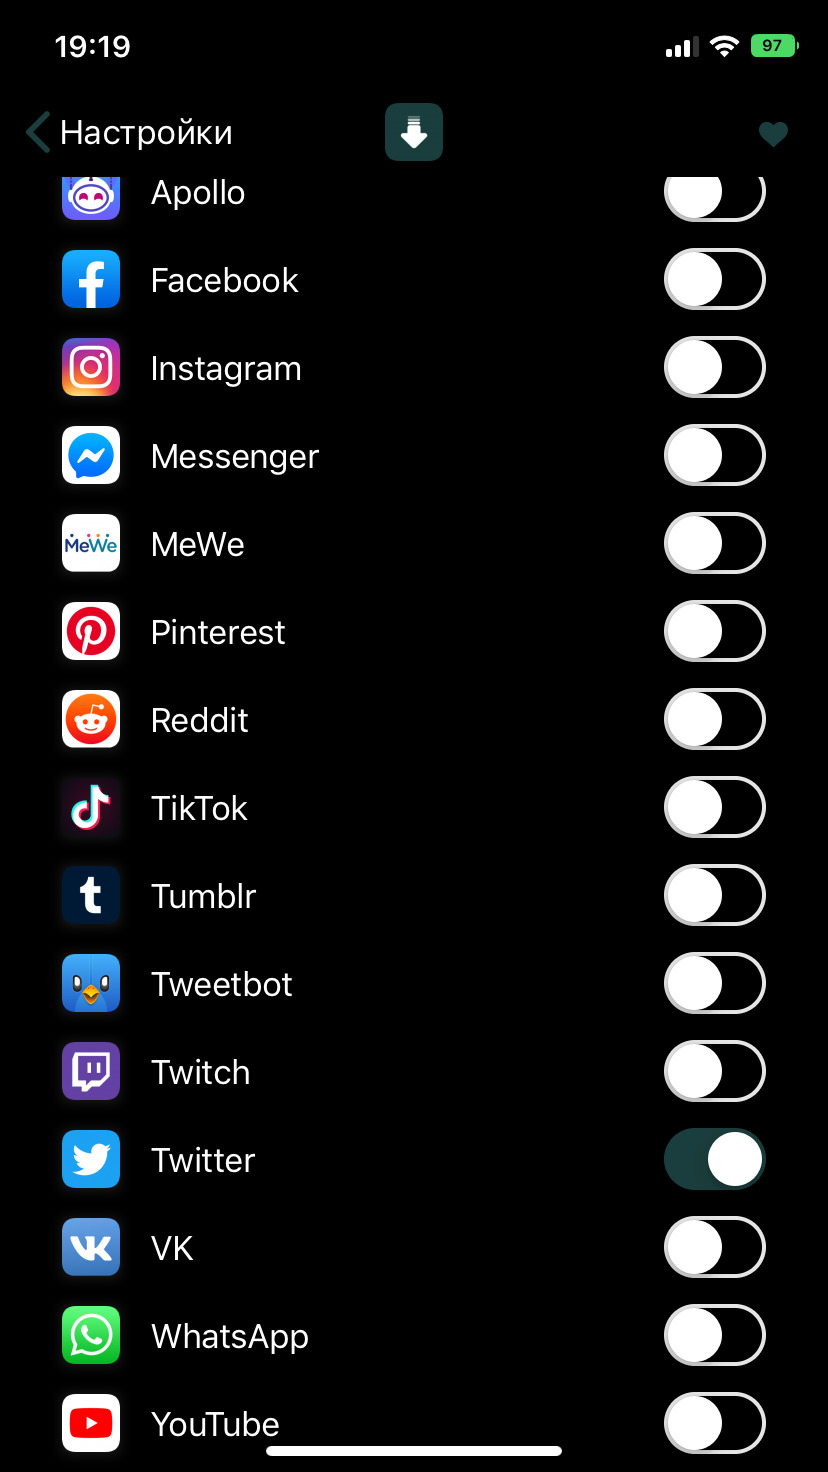 19:19
97
Настройки
Apollo
Facebook
Instagram
Messenger
MeWe
MeWe
Pinterest
Reddit
TikTok
Tumblr
Tweetbot
Twitch
Twitter
VK
WhatsApp
YouTube